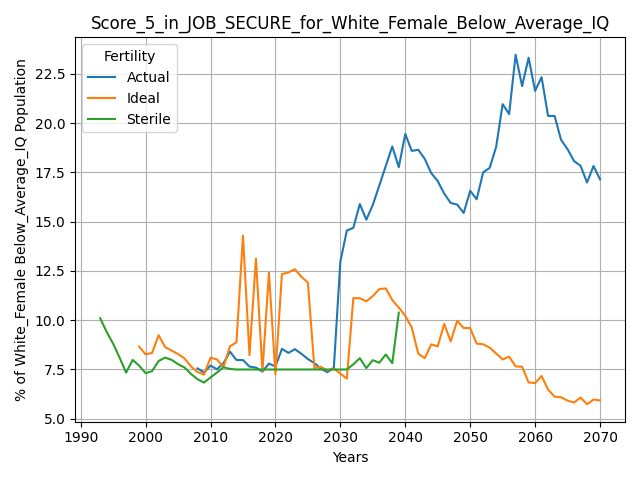 Score_5_in_JOB_SECURE_for_White_Female_Below_Average_IQ
Fertility
Actual
Ideal
Sterile
% of White_Female Below_Average_IQ Population
22.5
20.0
17.5
15.0
12.5
10.0
7.5
5.0
1990 2000 2010 2020 2030 2040 2050 2060 2070
Years